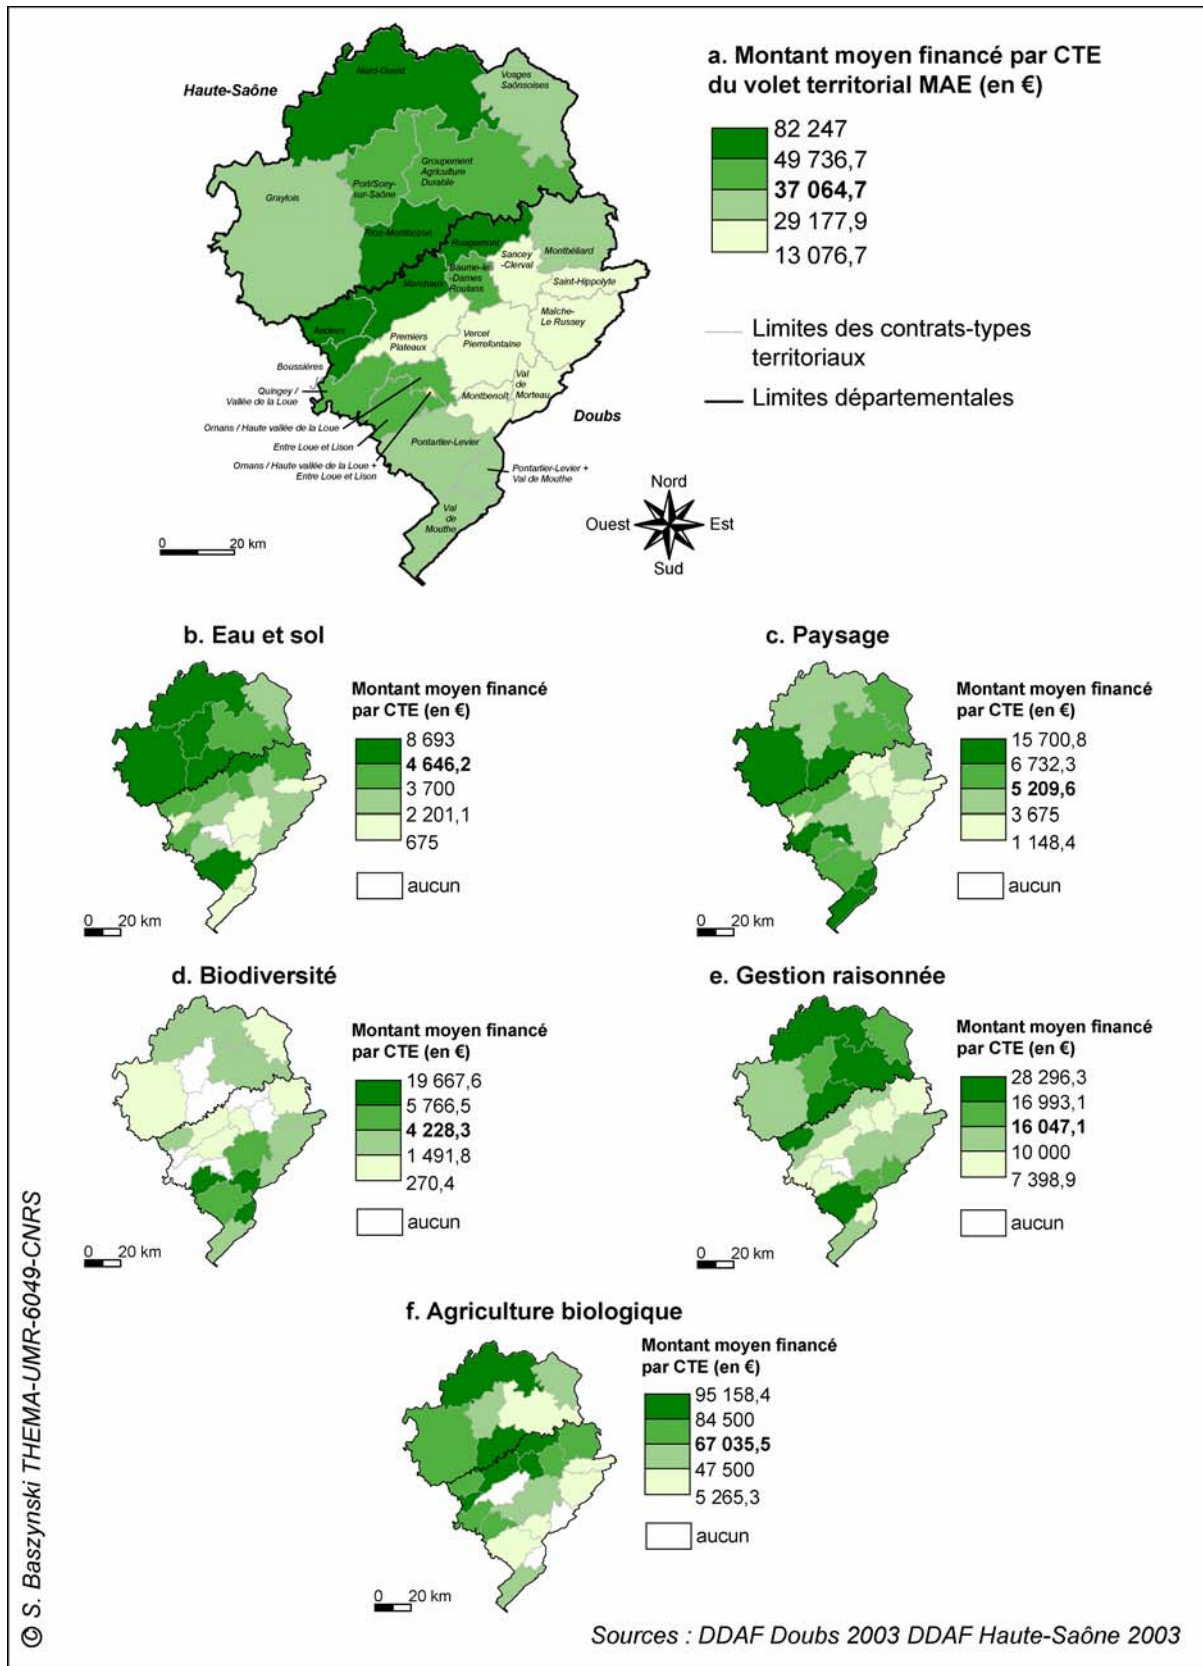 a. Montant moyen financé par CTE
du volet territorial MAE (en €)
82 247
49 736,7
37 064,7
29 177,9
13 076,7
Limites des contrats-types
territoriaux
Limites départementales
Haute-Saône
Nord-Ouest
Vosges
Saônoises
Groupement
Agriculture
Durable
Port/Scey-
sur-Saône
Graylois
Rioz-Montbozon
Rougemont
Montbéliard
Sancey
-Clerval
Baume-les
-Dames
Roulans
Saint-Hippolyte
Marchaux
Maîche-
Le Russey
Audeux
Premiers
Plateaux
Vercel
Pierrefontaine
Boussières
Quingey /
Vallée de la Loue
Val
de
Morteau
Montbenoît
Doubs
Ornans / Haute vallée de la Loue
Entre Loue et Lison
Pontarlier-Levier
Ornans / Haute vallée de la Loue +
Entre Loue et Lison
Pontarlier-Levier +
Val de Mouthe
Val
de
Mouthe
Nord
Ouest
Est
Sud
0 20 km
b. Eau et sol
Montant moyen financé
par CTE (en €)
8 693
4 646,2
3 700
2 201,1
675
aucun
0 20 km
c. Paysage
Montant moyen financé
par CTE (en €)
15 700,8
6 732,3
5 209,6
3 675
1 148,4
aucun
0 20 km
d. Biodiversité
Montant moyen financé
par CTE (en €)
19 667,6
5 766,5
4 228,3
1 491,8
270,4
aucun
0 20 km
e. Gestion raisonnée
Montant moyen financé
par CTE (en €)
28 296,3
16 993,1
16 047,1
10 000
7 398,9
aucun
0 20 km
f. Agriculture biologique
Montant moyen financé
par CTE (en €)
95 158,4
84 500
67 035,5
47 500
5 265,3
aucun
0 20 km
© S. Baszynski THEMA-UMR-6049-CNRS
Sources : DDAF Doubs 2003 DDAF Haute-Saône 2003